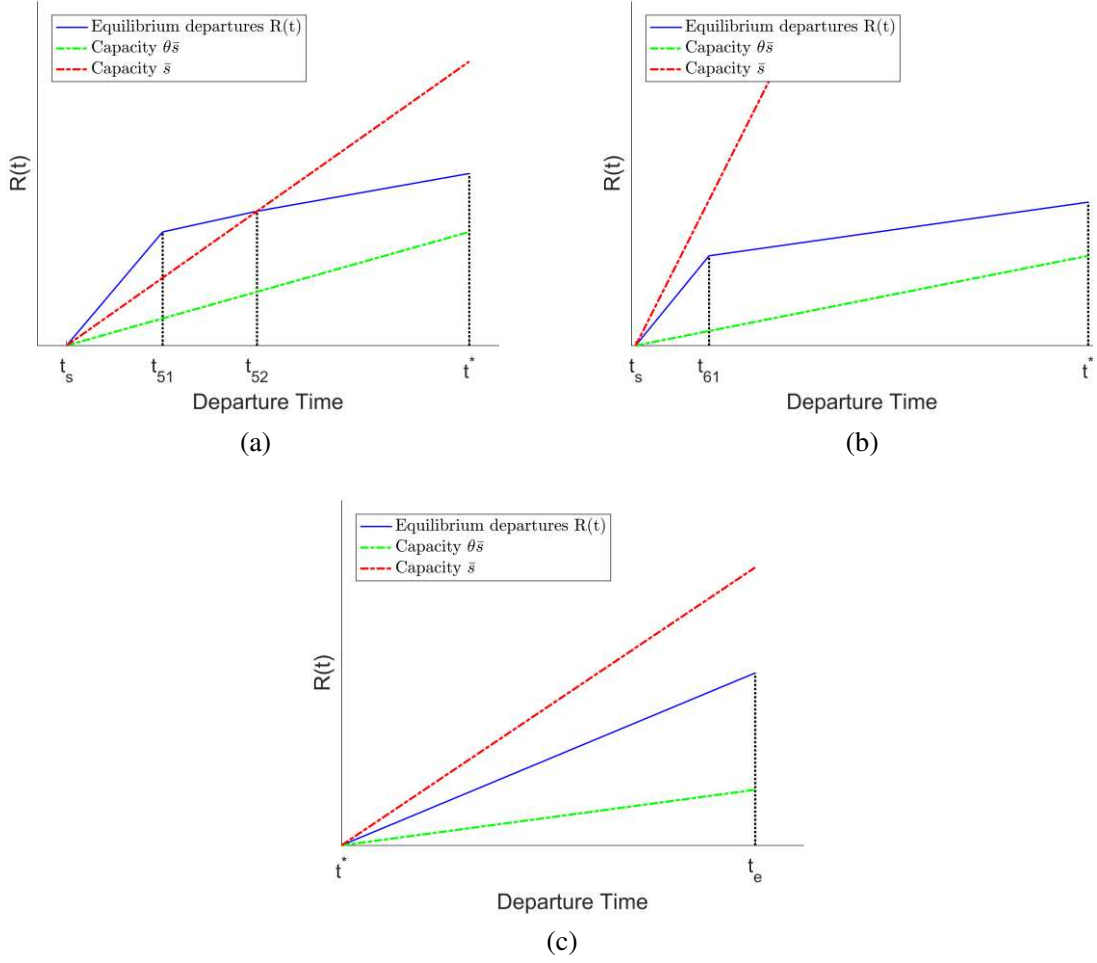 Equilibrium departures R(t)
Capacity θs̄
Capacity s̄
R(t)
t_s t_51 t_52 t^*
Departure Time
(a)
Equilibrium departures R(t)
Capacity θs̄
Capacity s̄
R(t)
t_s t_61 t^*
Departure Time
(b)
Equilibrium departures R(t)
Capacity θs̄
Capacity s̄
R(t)
t^* t_e
Departure Time
(c)